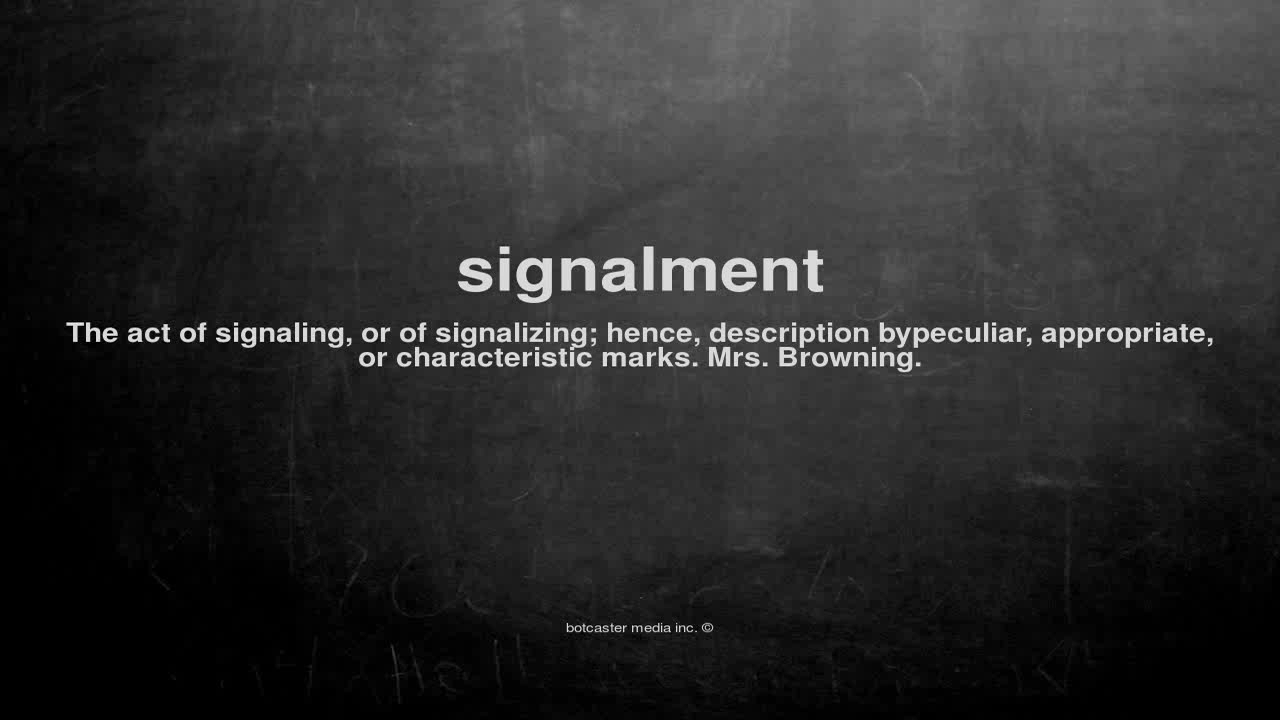 signalment
The act of signaling, or of signalizing; hence, description bypeculiar, appropriate,
or characteristic marks. Mrs. Browning.
botcaster media inc. ©